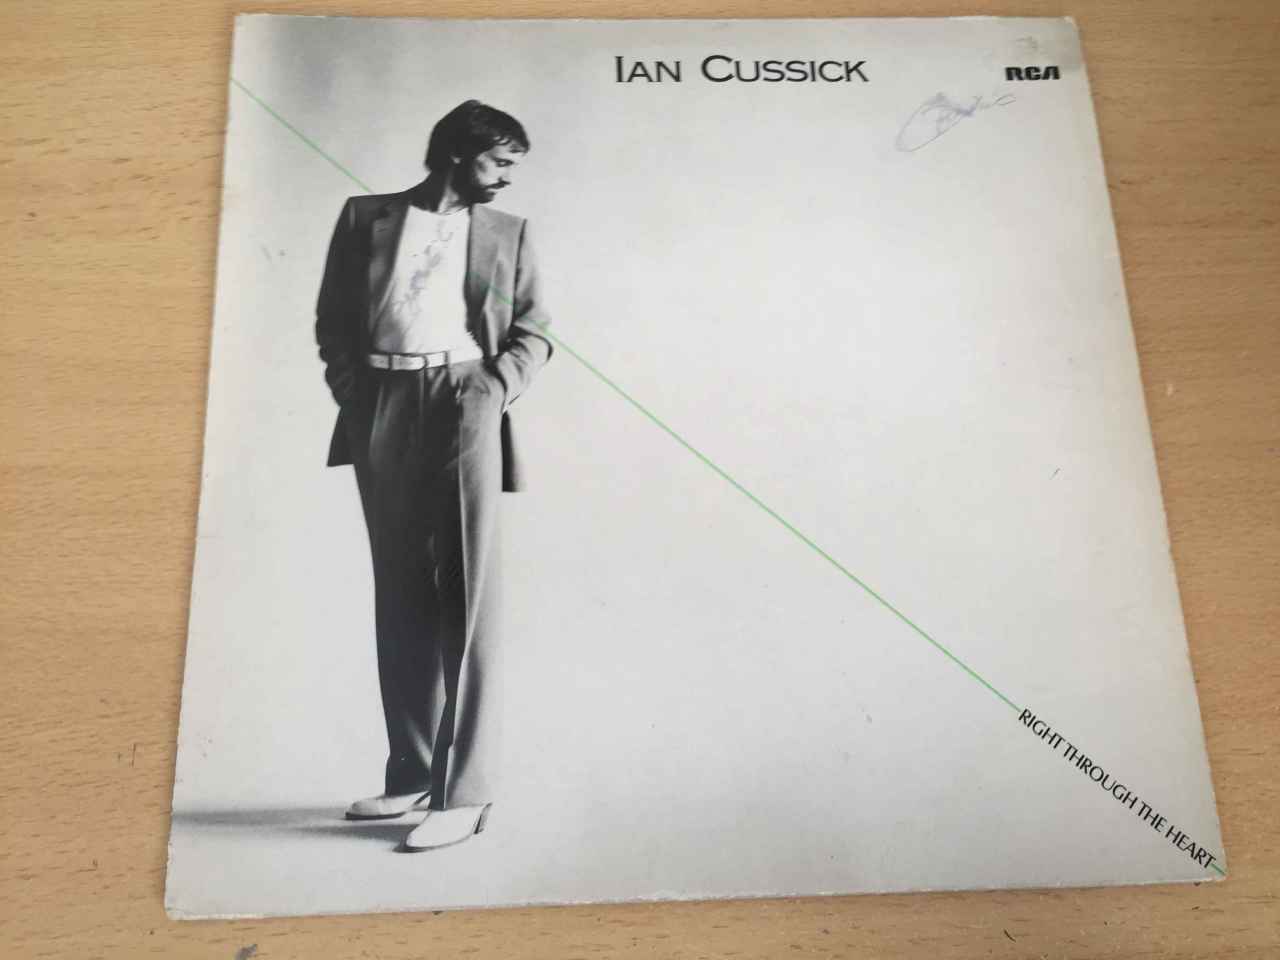 IAN CUSSICK
RCA
RIGHT THROUGH THE HEART